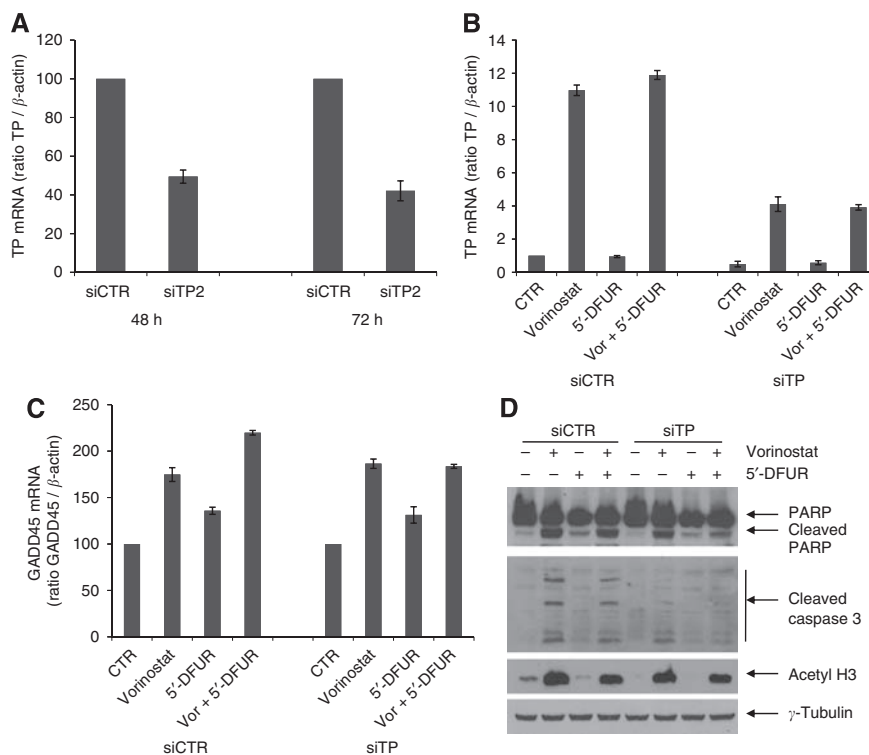 A
TP mRNA (ratio TP / β-actin)
120
100
80
60
40
20
0
siCTR siTP2 siCTR siTP2
48 h 72 h
B
TP mRNA (ratio TP / β-actin)
14
12
10
8
6
4
2
0
CTR Vorinostat 5′-DFUR Vor + 5′-DFUR CTR Vorinostat 5′-DFUR Vor + 5′-DFUR
siCTR siTP
C
GADD45 mRNA
(ratio GADD45 / β-actin)
250
200
150
100
50
0
CTR Vorinostat 5′-DFUR Vor + 5′-DFUR CTR Vorinostat 5′-DFUR Vor + 5′-DFUR
siCTR siTP
D
siCTR siTP
– + – + – + – + Vorinostat
– – + + – – + + 5′-DFUR
PARP
Cleaved
PARP
Cleaved
caspase 3
Acetyl H3
γ-Tubulin